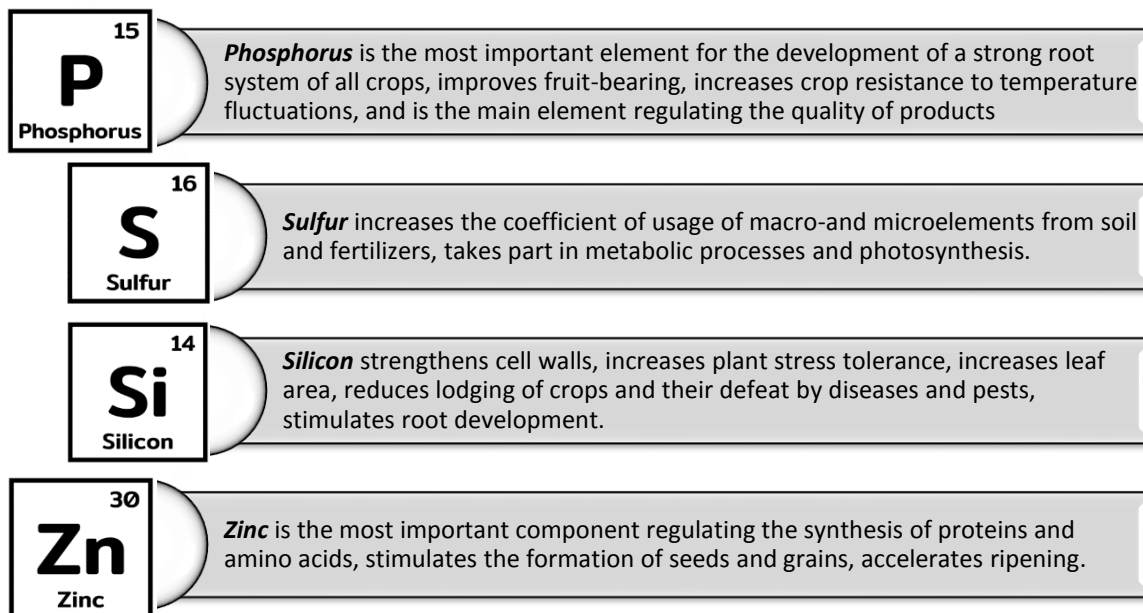 15
P
Phosphorus
Phosphorus is the most important element for the development of a strong root
system of all crops, improves fruit-bearing, increases crop resistance to temperature
fluctuations, and is the main element regulating the quality of products
16
S
Sulfur
Sulfur increases the coefficient of usage of macro-and microelements from soil
and fertilizers, takes part in metabolic processes and photosynthesis.
14
Si
Silicon
Silicon strengthens cell walls, increases plant stress tolerance, increases leaf
area, reduces lodging of crops and their defeat by diseases and pests,
stimulates root development.
30
Zn
Zinc
Zinc is the most important component regulating the synthesis of proteins and
amino acids, stimulates the formation of seeds and grains, accelerates ripening.